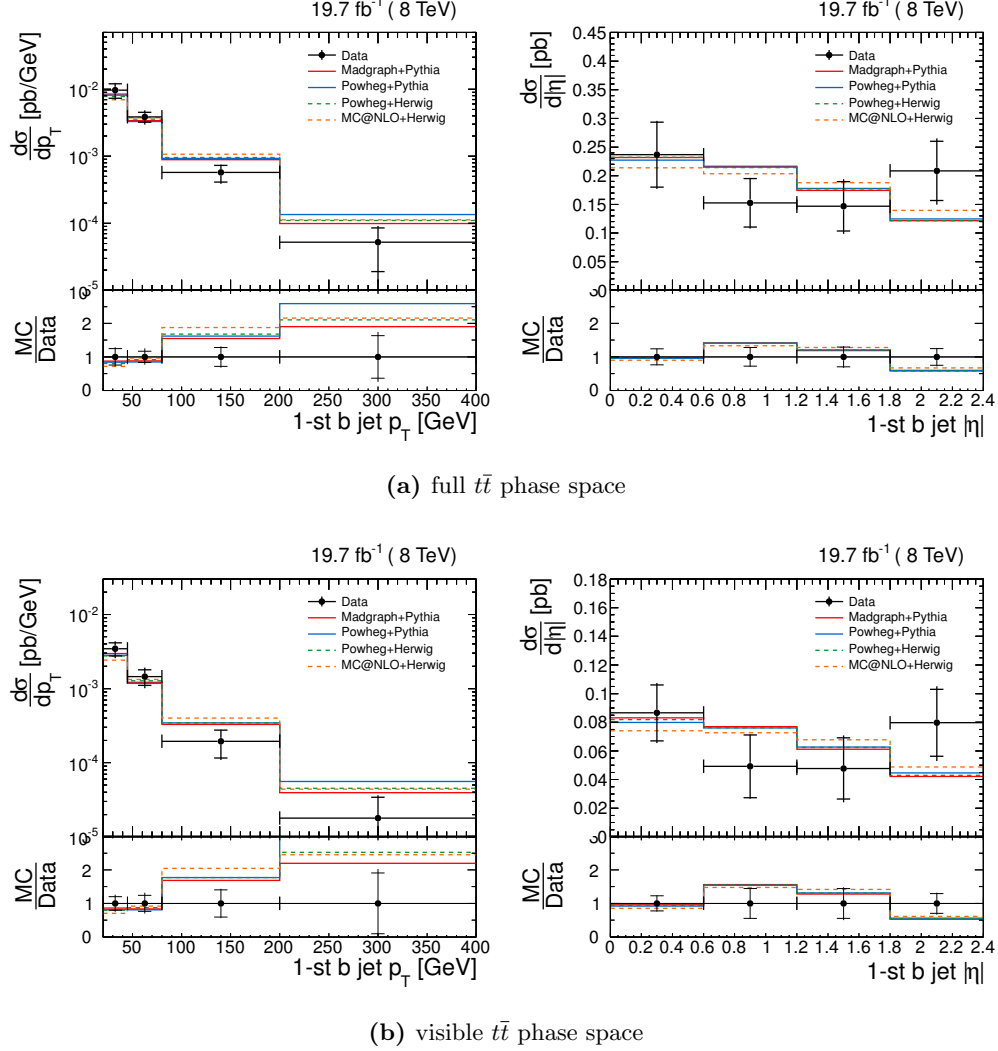 19.7 fb⁻¹ ( 8 TeV)
dσ/dp_T [pb/GeV]
10⁻²
10⁻³
10⁻⁴
10⁻⁵
Data
Madgraph+Pythia
Powheg+Pythia
Powheg+Herwig
MC@NLO+Herwig
MC/Data
2
1
0
50 100 150 200 250 300 350 400
1-st b jet p_T [GeV]
19.7 fb⁻¹ ( 8 TeV)
dσ/d|η| [pb]
0.45
0.4
0.35
0.3
0.25
0.2
0.15
0.1
0.05
Data
Madgraph+Pythia
Powheg+Pythia
Powheg+Herwig
MC@NLO+Herwig
MC/Data
2
1
0
0 0.2 0.4 0.6 0.8 1 1.2 1.4 1.6 1.8 2 2.2 2.4
1-st b jet |η|
(a) full tt̄ phase space
19.7 fb⁻¹ ( 8 TeV)
dσ/dp_T [pb/GeV]
10⁻²
10⁻³
10⁻⁴
10⁻⁵
Data
Madgraph+Pythia
Powheg+Pythia
Powheg+Herwig
MC@NLO+Herwig
MC/Data
2
1
0
50 100 150 200 250 300 350 400
1-st b jet p_T [GeV]
19.7 fb⁻¹ ( 8 TeV)
dσ/d|η| [pb]
0.18
0.16
0.14
0.12
0.1
0.08
0.06
0.04
0.02
Data
Madgraph+Pythia
Powheg+Pythia
Powheg+Herwig
MC@NLO+Herwig
MC/Data
2
1
0
0 0.2 0.4 0.6 0.8 1 1.2 1.4 1.6 1.8 2 2.2 2.4
1-st b jet |η|
(b) visible tt̄ phase space